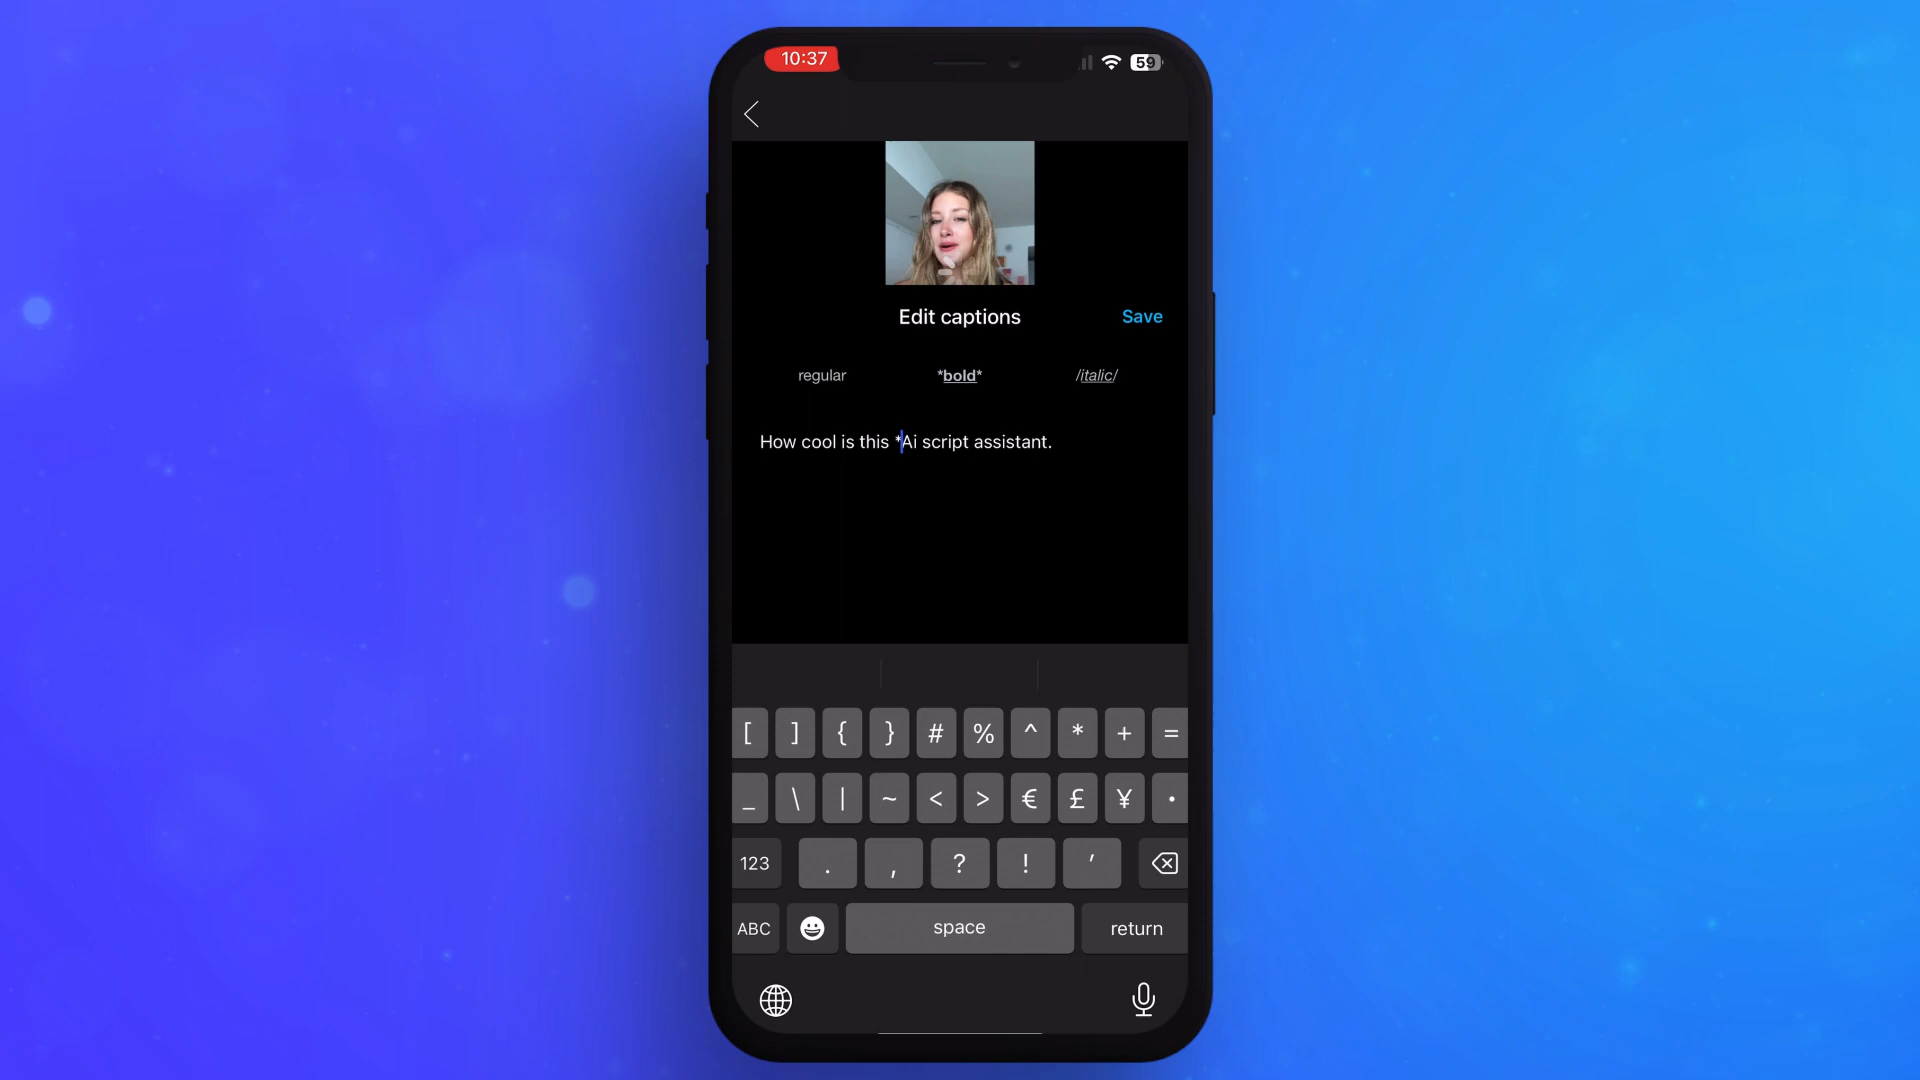 10:37
59
Edit captions
Save
regular
*bold*
/italic/
How cool is this *Ai script assistant.
[ ] { } # % ^ * + =
_ \ | ~ < > € £ ¥ •
123 . , ? ! ′
ABC space return